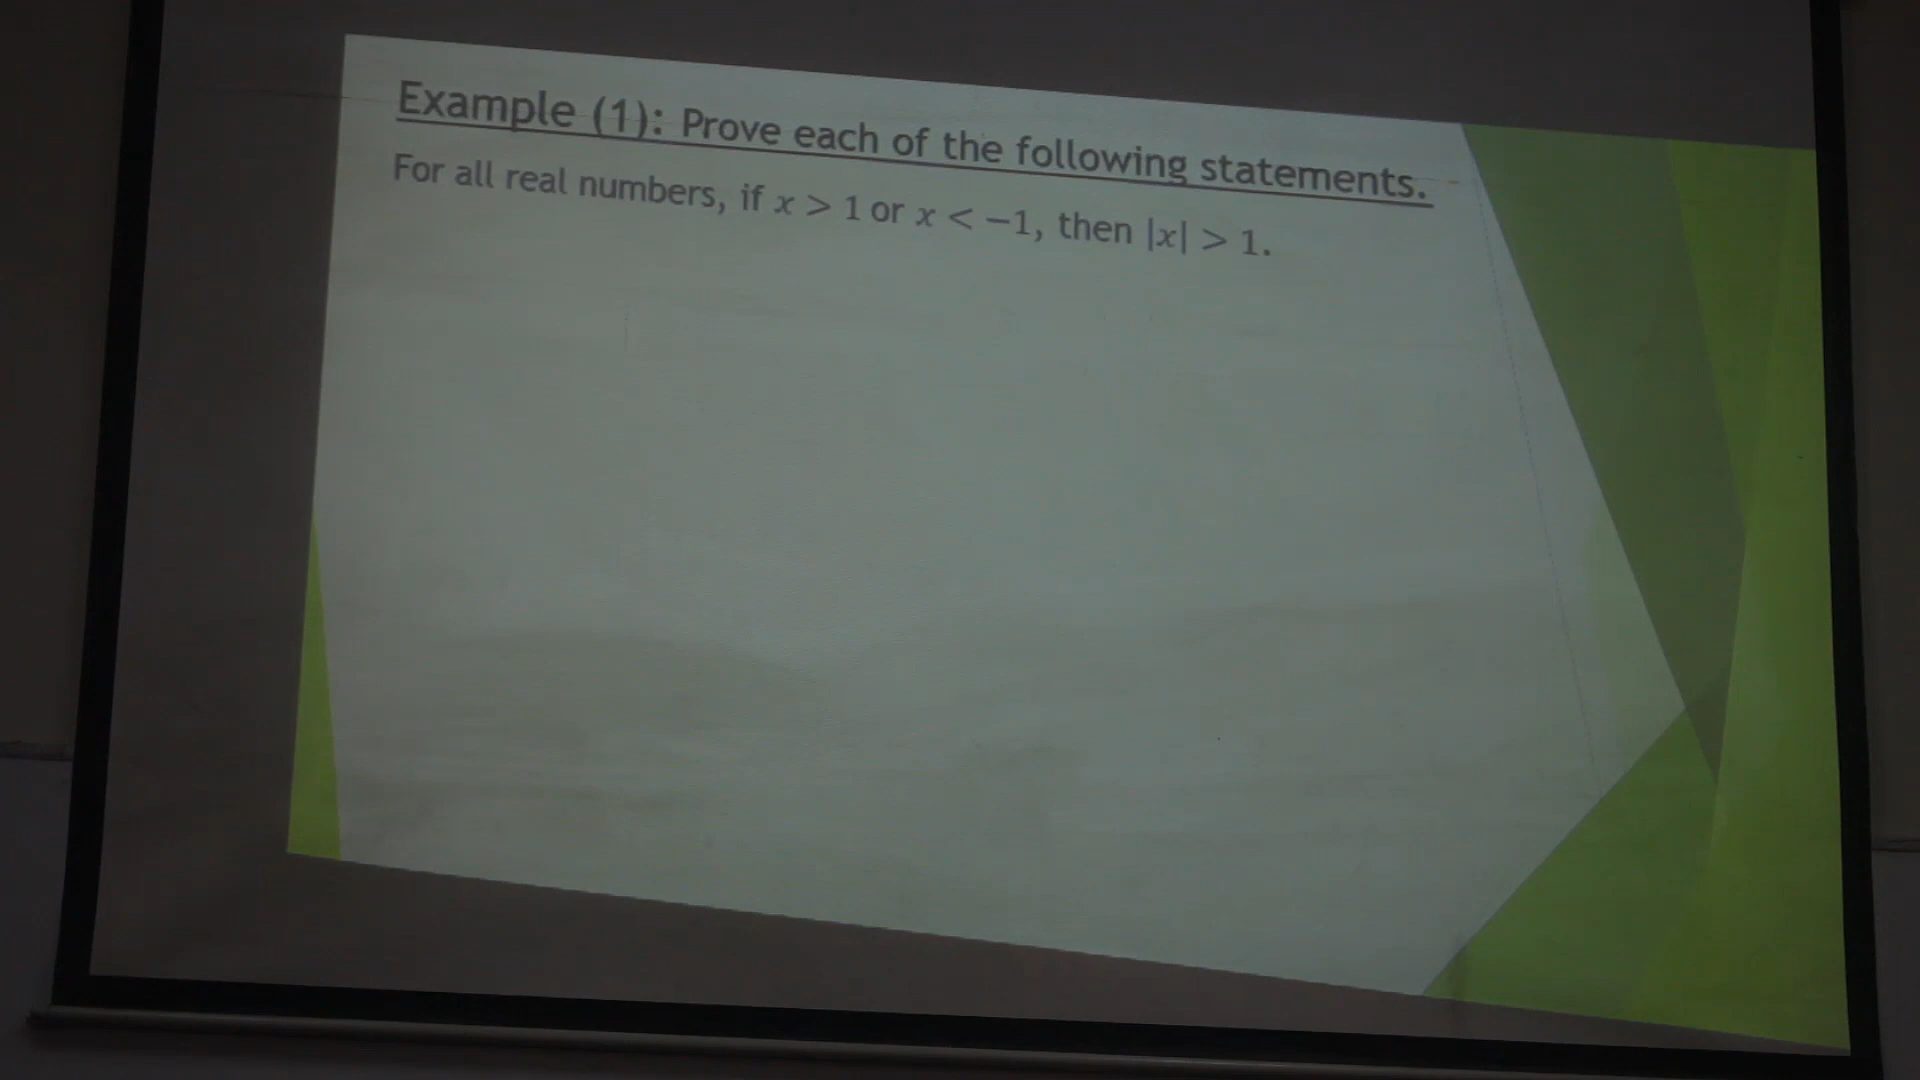 Example (1): Prove each of the following statements.
For all real numbers, if x > 1 or x < −1, then |x| > 1.